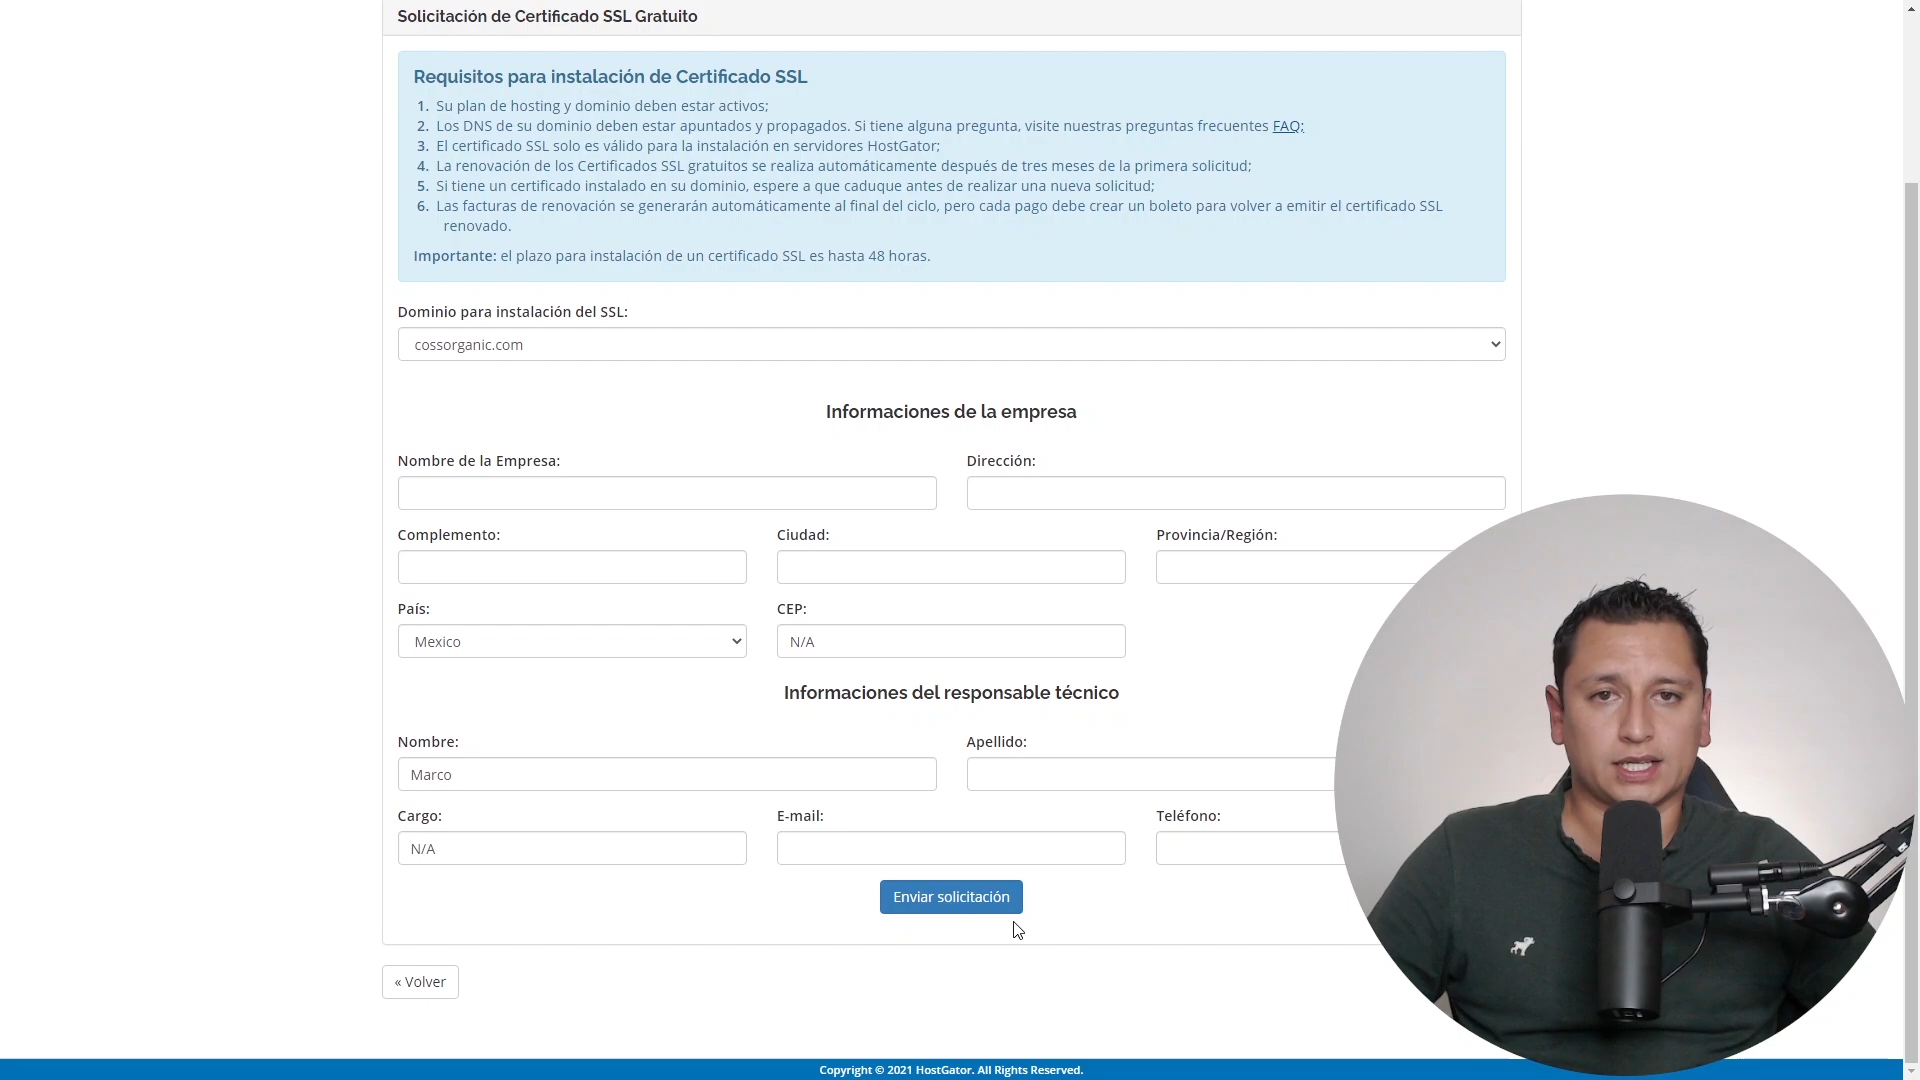 Solicitación de Certificado SSL Gratuito
Requisitos para instalación de Certificado SSL
1. Su plan de hosting y dominio deben estar activos;
2. Los DNS de su dominio deben estar apuntados y propagados. Si tiene alguna pregunta, visite nuestras preguntas frecuentes FAQ;
3. El certificado SSL solo es válido para la instalación en servidores HostGator;
4. La renovación de los Certificados SSL gratuitos se realiza automáticamente después de tres meses de la primera solicitud;
5. Si tiene un certificado instalado en su dominio, espere a que caduque antes de realizar una nueva solicitud;
6. Las facturas de renovación se generarán automáticamente al final del ciclo, pero cada pago debe crear un boleto para volver a emitir el certificado SSL
renovado.
Importante: el plazo para instalación de un certificado SSL es hasta 48 horas.
Dominio para instalación del SSL:
cossorganic.com
Informaciones de la empresa
Nombre de la Empresa: Dirección:
Complemento: Ciudad: Provincia/Región:
País: CEP:
Mexico N/A
Informaciones del responsable técnico
Nombre: Apellido:
Marco
Cargo: E-mail: Teléfono:
N/A
Enviar solicitación
« Volver
Copyright © 2021 HostGator. All Rights Reserved.